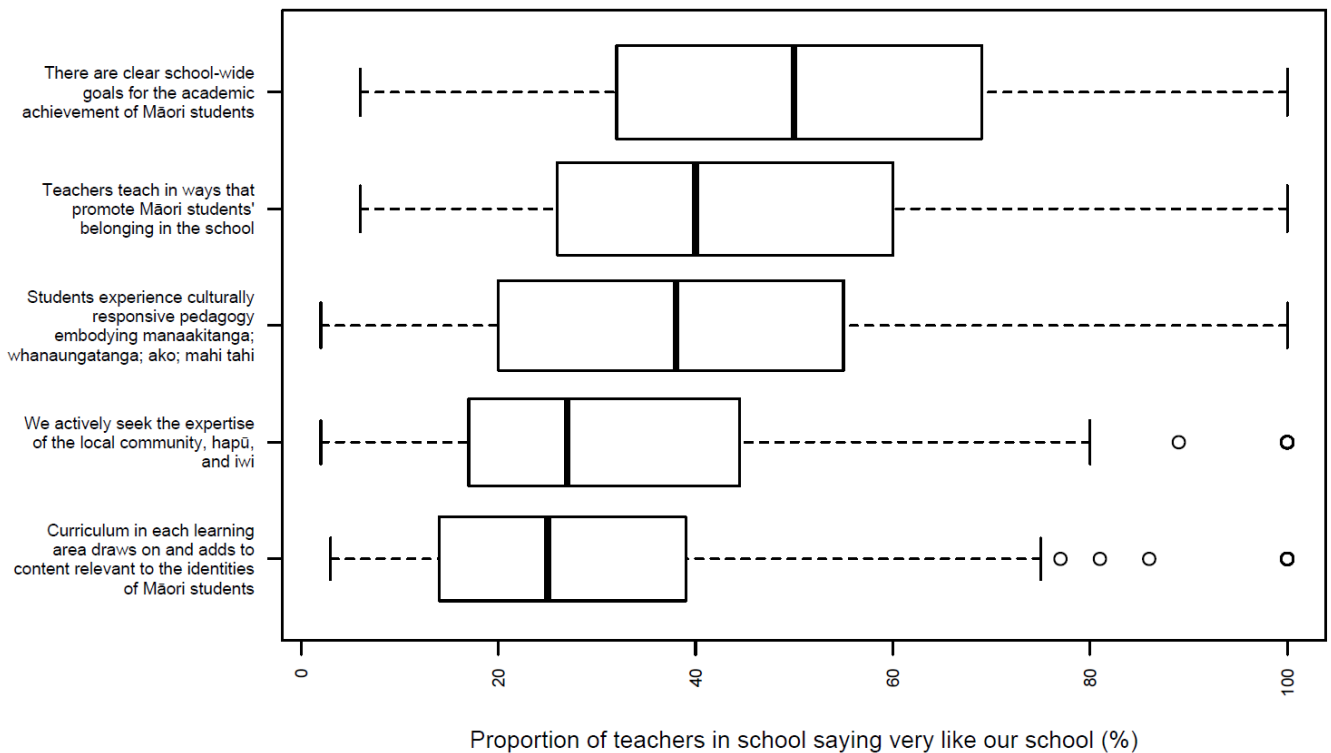 There are clear school-wide
goals for the academic
achievement of Māori students
Teachers teach in ways that
promote Māori students'
belonging in the school
Students experience culturally
responsive pedagogy
embodying manaakitanga;
whanaungatanga; ako; mahi tahi
We actively seek the expertise
of the local community, hapū,
and iwi
Curriculum in each learning
area draws on and adds to
content relevant to the identities
of Māori students
0
20
40
60
80
100
Proportion of teachers in school saying very like our school (%)